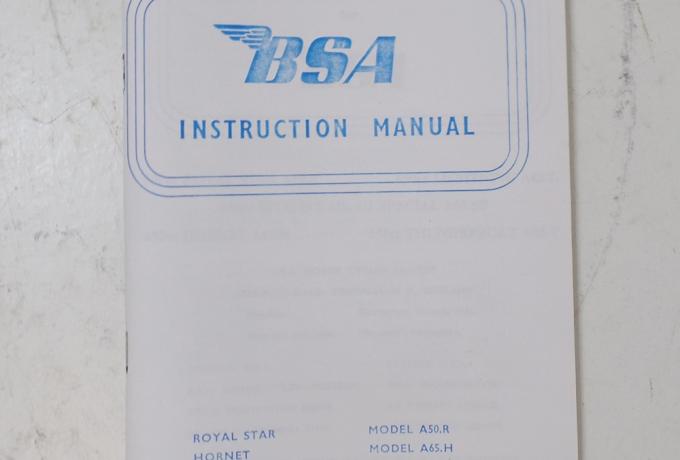 BSA
INSTRUCTION MANUAL
ROYAL STAR MODEL A50.R
HORNET MODEL A65.H